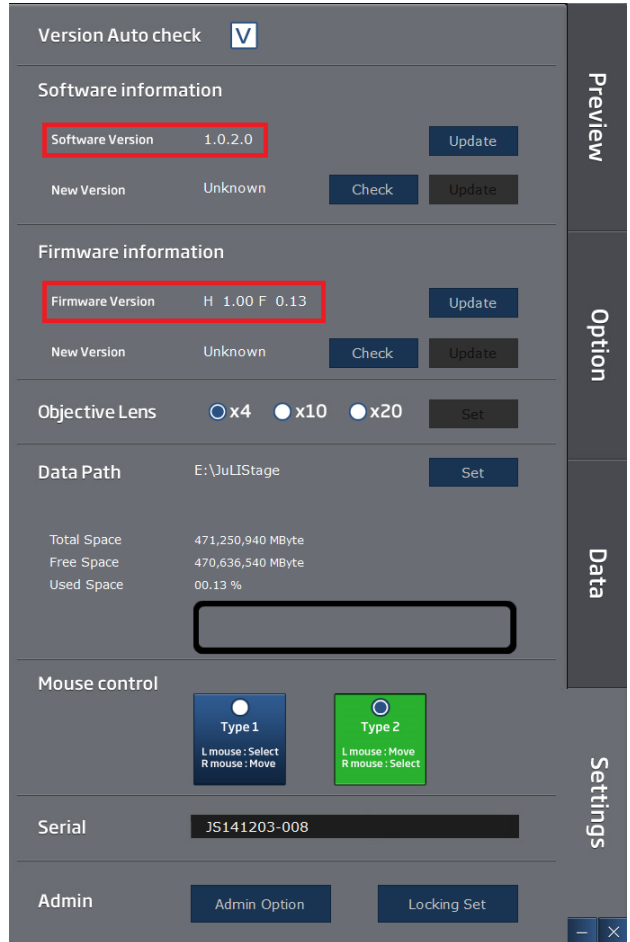 Version Auto check V
Software information
Software Version 1.0.2.0 Update
New Version Unknown Check Update
Firmware information
Firmware Version H 1.00 F 0.13 Update
New Version Unknown Check Update
Objective Lens x4 x10 x20 Set
Data Path E:\JuLIStage Set
Total Space 471,250,940 MByte
Free Space 470,636,540 MByte
Used Space 00.13 %
Mouse control
Type 1
L mouse : Select
R mouse : Move
Type 2
L mouse : Move
R mouse : Select
Serial JS141203-008
Admin Admin Option Locking Set
Preview
Option
Data
Settings